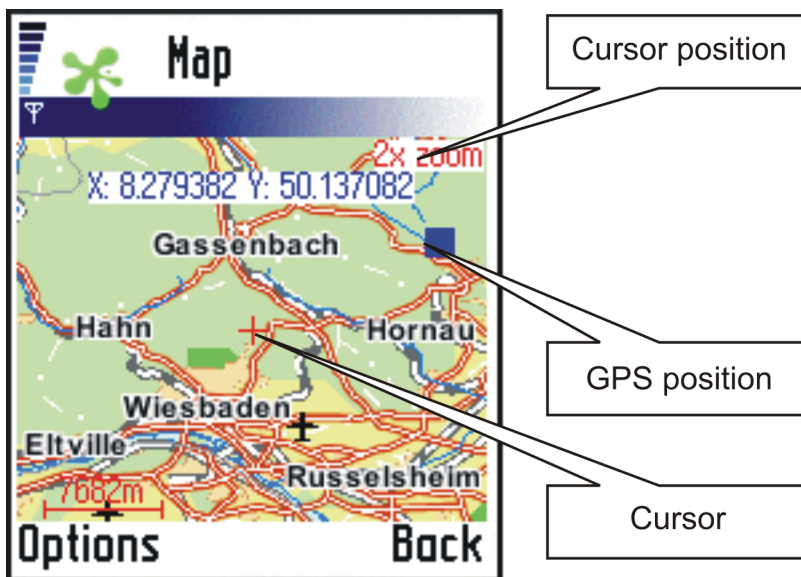 Map
Cursor position
2x zoom
X: 8.279382 Y: 50.137082
Gassenbach
Hahn
Hornau
GPS position
Wiesbaden
Eltville
Russelsheim
7682m
Cursor
Options
Back